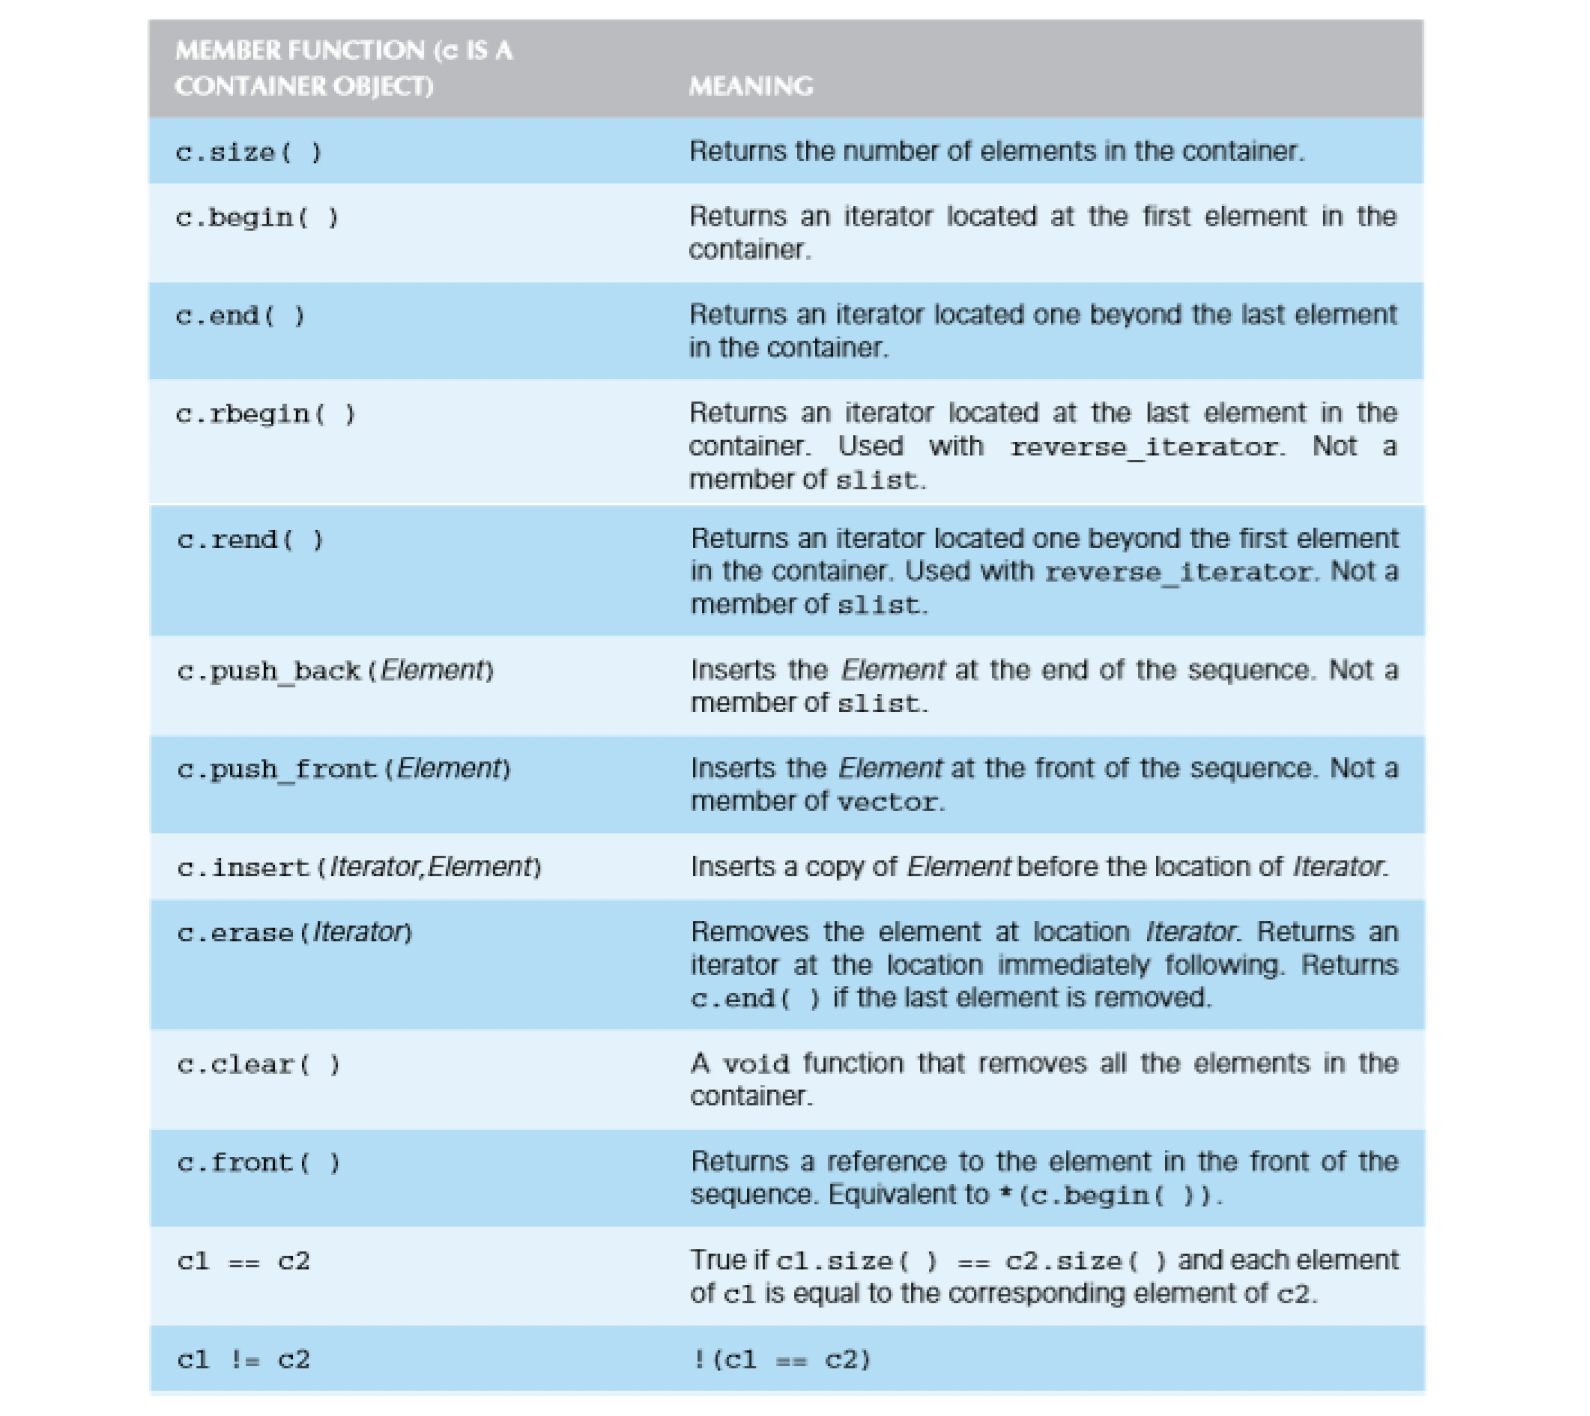 MEMBER FUNCTION (c IS A
CONTAINER OBJECT) MEANING
c.size( ) Returns the number of elements in the container.
c.begin( ) Returns an iterator located at the first element in the
container.
c.end( ) Returns an iterator located one beyond the last element
in the container.
c.rbegin( ) Returns an iterator located at the last element in the
container. Used with reverse_iterator. Not a
member of slist.
c.rend( ) Returns an iterator located one beyond the first element
in the container. Used with reverse_iterator. Not a
member of slist.
c.push_back(Element) Inserts the Element at the end of the sequence. Not a
member of slist.
c.push_front(Element) Inserts the Element at the front of the sequence. Not a
member of vector.
c.insert(Iterator,Element) Inserts a copy of Element before the location of Iterator.
c.erase(Iterator) Removes the element at location Iterator. Returns an
iterator at the location immediately following. Returns
c.end( ) if the last element is removed.
c.clear( ) A void function that removes all the elements in the
container.
c.front( ) Returns a reference to the element in the front of the
sequence. Equivalent to *(c.begin( )).
c1 == c2 True if c1.size( ) == c2.size( ) and each element
of c1 is equal to the corresponding element of c2.
c1 != c2 !(c1 == c2)